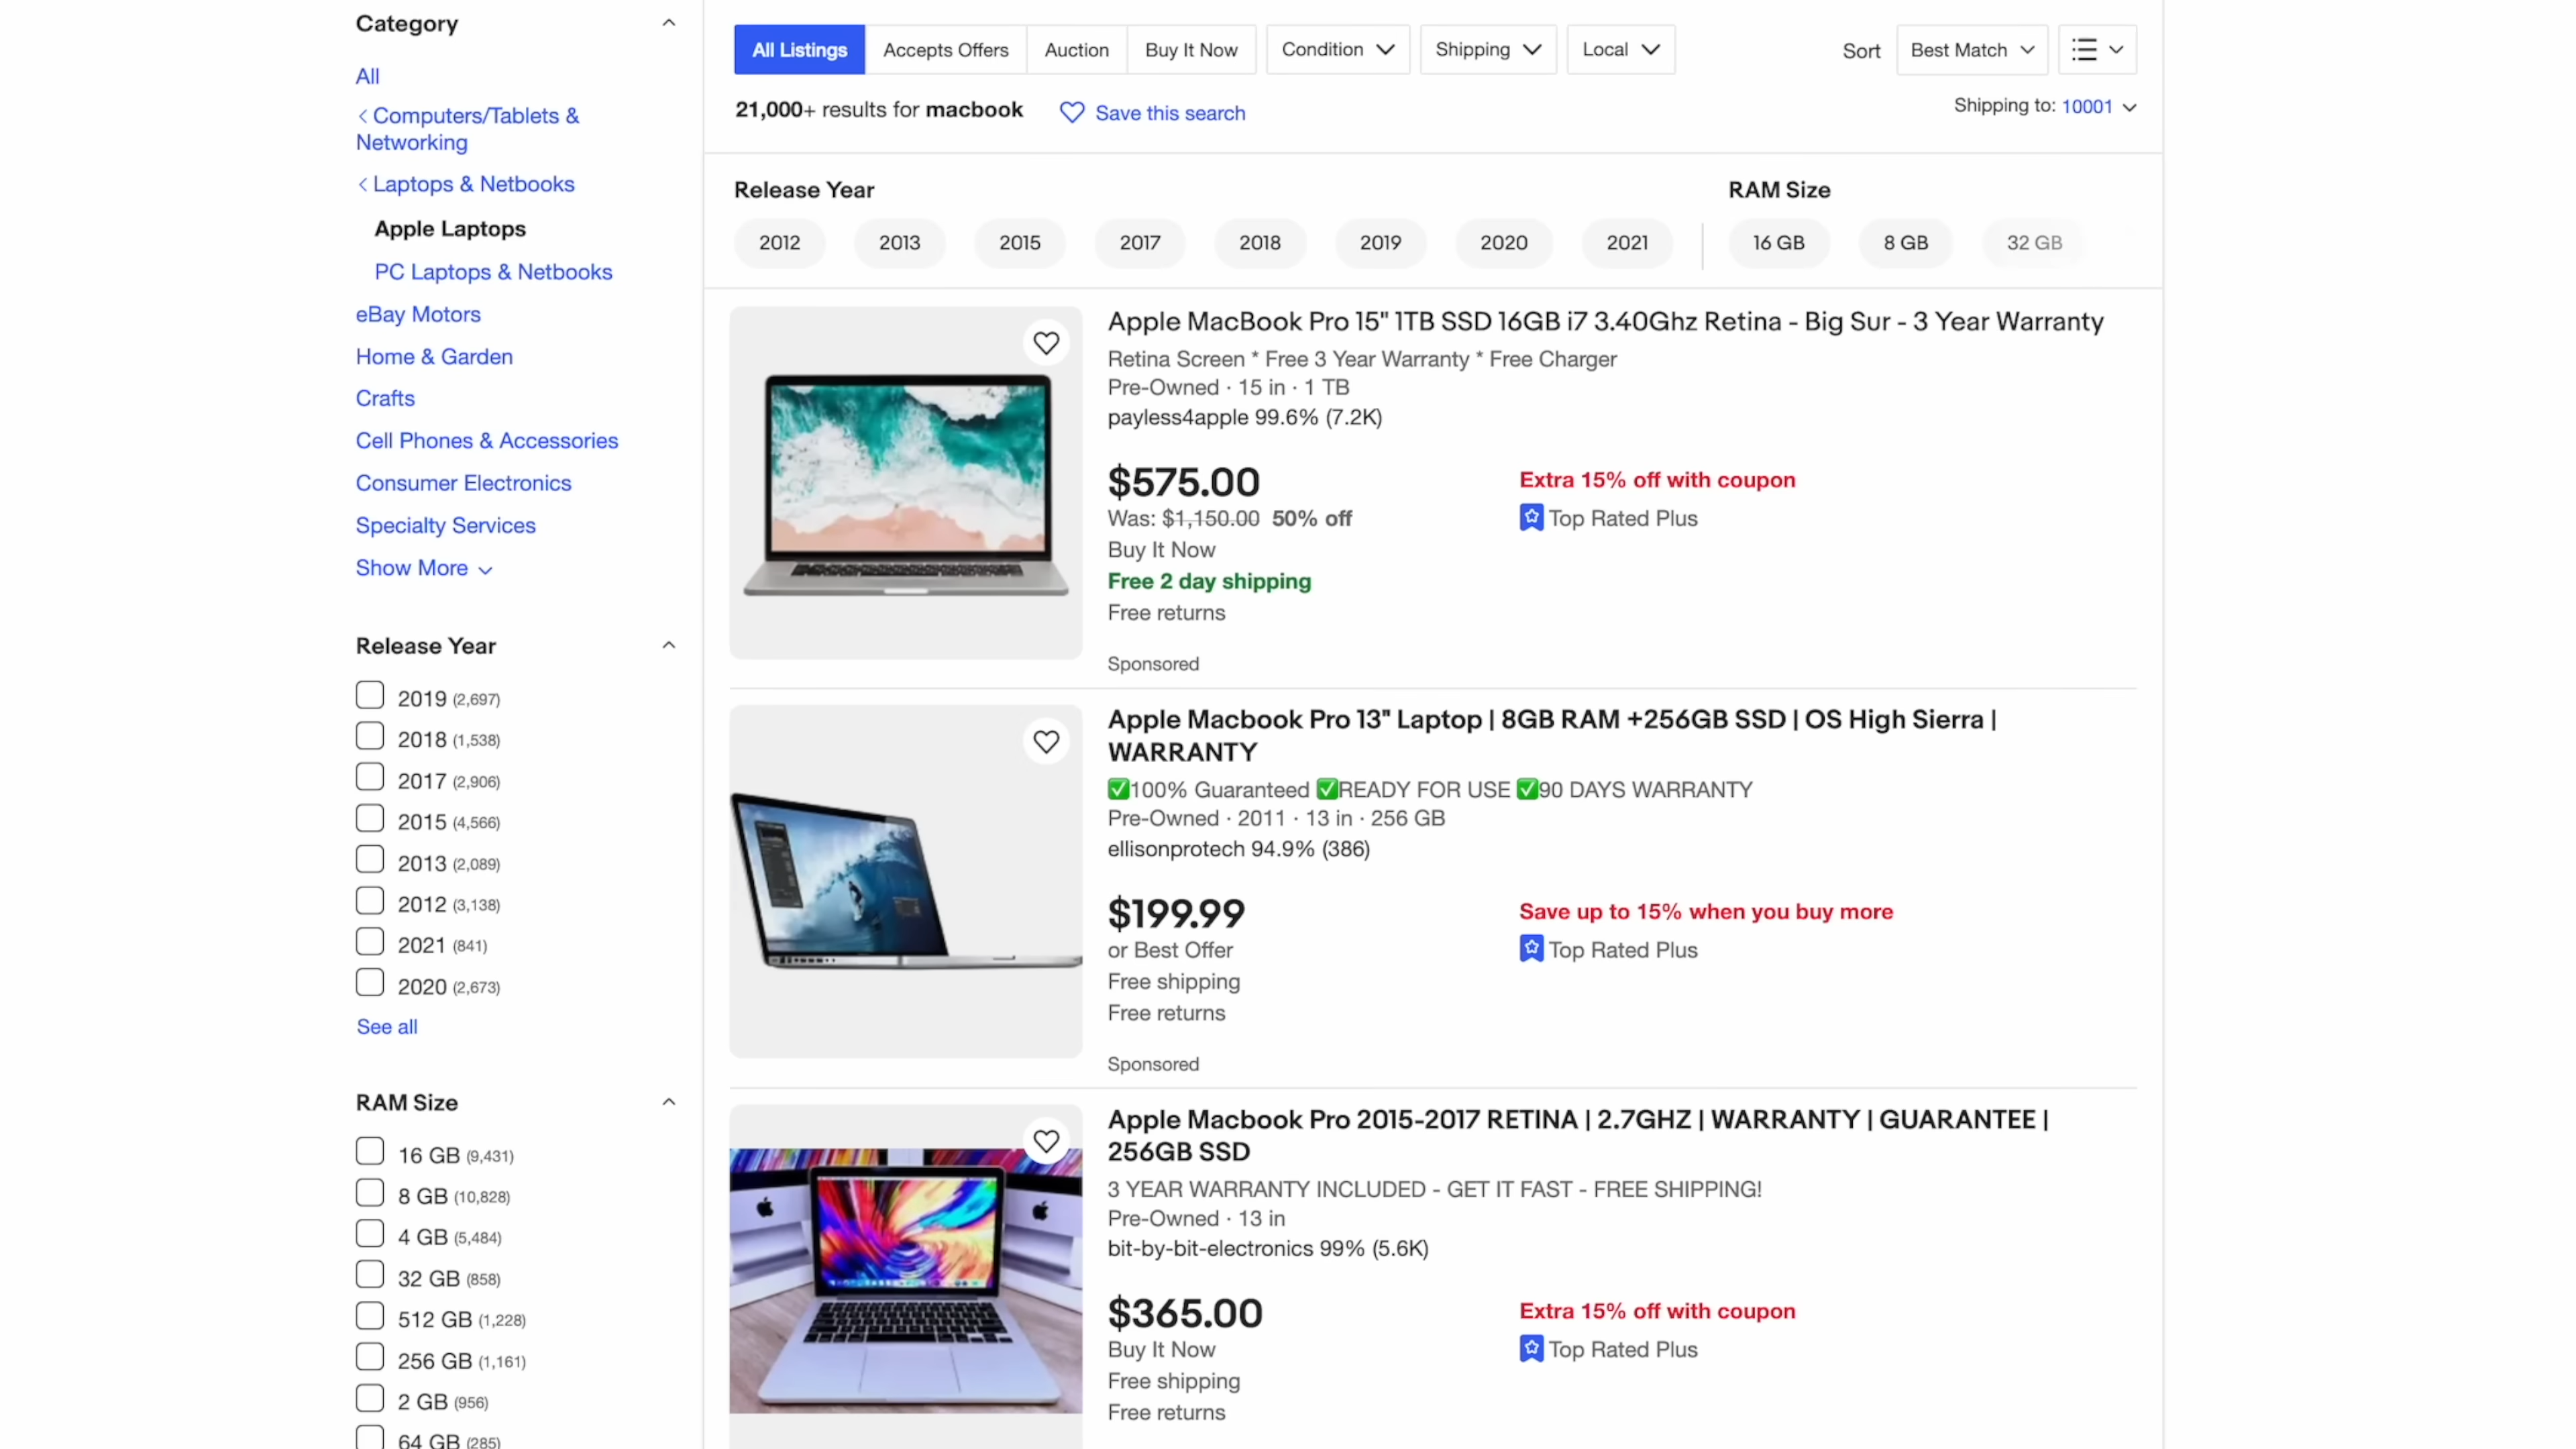 Category
All
Computers/Tablets &
Networking
Laptops & Netbooks
Apple Laptops
PC Laptops & Netbooks
eBay Motors
Home & Garden
Crafts
Cell Phones & Accessories
Consumer Electronics
Specialty Services
Show More
Release Year
2019 (2,697)
2018 (1,538)
2017 (2,906)
2015 (4,566)
2013 (2,089)
2012 (3,138)
2021 (841)
2020 (2,673)
See all
RAM Size
16 GB (9,431)
8 GB (10,828)
4 GB (5,484)
32 GB (858)
512 GB (1,228)
256 GB (1,161)
2 GB (956)
64 GB (285)
All Listings Accepts Offers Auction Buy It Now Condition Shipping Local Sort Best Match
21,000+ results for macbook Save this search Shipping to: 10001
Release Year RAM Size
2012 2013 2015 2017 2018 2019 2020 2021 16 GB 8 GB 32 GB
Apple MacBook Pro 15" 1TB SSD 16GB i7 3.40Ghz Retina - Big Sur - 3 Year Warranty
Retina Screen * Free 3 Year Warranty * Free Charger
Pre-Owned · 15 in · 1 TB
payless4apple 99.6% (7.2K)
$575.00 Extra 15% off with coupon
Was: $1,150.00 50% off Top Rated Plus
Buy It Now
Free 2 day shipping
Free returns
Sponsored
Apple Macbook Pro 13" Laptop | 8GB RAM +256GB SSD | OS High Sierra |
WARRANTY
✅100% Guaranteed ✅READY FOR USE ✅90 DAYS WARRANTY
Pre-Owned · 2011 · 13 in · 256 GB
ellisonprotech 94.9% (386)
$199.99 Save up to 15% when you buy more
or Best Offer Top Rated Plus
Free shipping
Free returns
Sponsored
Apple Macbook Pro 2015-2017 RETINA | 2.7GHZ | WARRANTY | GUARANTEE |
256GB SSD
3 YEAR WARRANTY INCLUDED - GET IT FAST - FREE SHIPPING!
Pre-Owned · 13 in
bit-by-bit-electronics 99% (5.6K)
$365.00 Extra 15% off with coupon
Buy It Now Top Rated Plus
Free shipping
Free returns